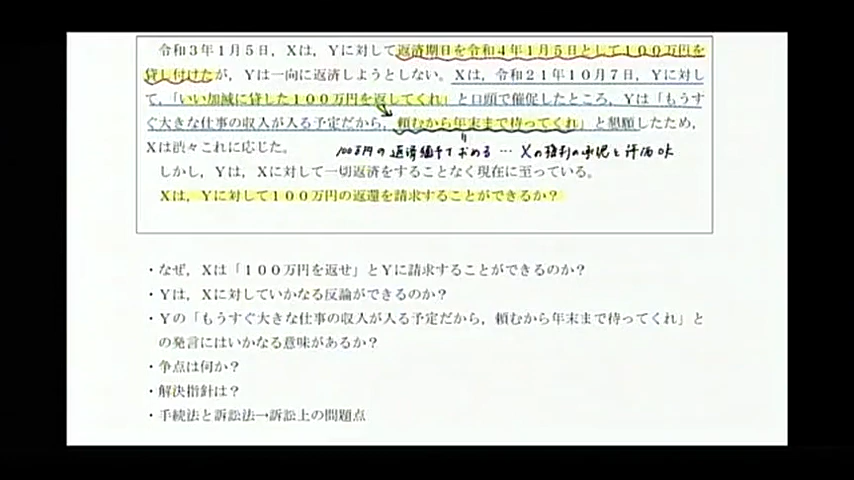 令和３年１月５日，Ｘは，Ｙに対して返済期日を令和４年１月５日として１００万円を
貸し付けたが，Ｙは一向に返済しようとしない。Ｘは，令和２１年１０月７日，Ｙに対し
て，「いい加減に貸した１００万円を返してくれ」と口頭で催促したところ，Ｙは「もうす
ぐ大きな仕事の収入が入る予定だから，頼むから年末まで待ってくれ」と懇願したため，
Ｘは渋々これに応じた。
100万円の返済猶予を求める … Xの権利の承認と評価OK
しかし，Ｙは，Ｘに対して一切返済をすることなく現在に至っている。
Ｘは，Ｙに対して１００万円の返還を請求することができるか？
・なぜ，Ｘは「１００万円を返せ」とＹに請求することができるのか？
・Ｙは，Ｘに対していかなる反論ができるのか？
・Ｙの「もうすぐ大きな仕事の収入が入る予定だから，頼むから年末まで待ってくれ」と
の発言にはいかなる意味があるか？
・争点は何か？
・解決指針は？
・手続法と訴訟法→訴訟上の問題点